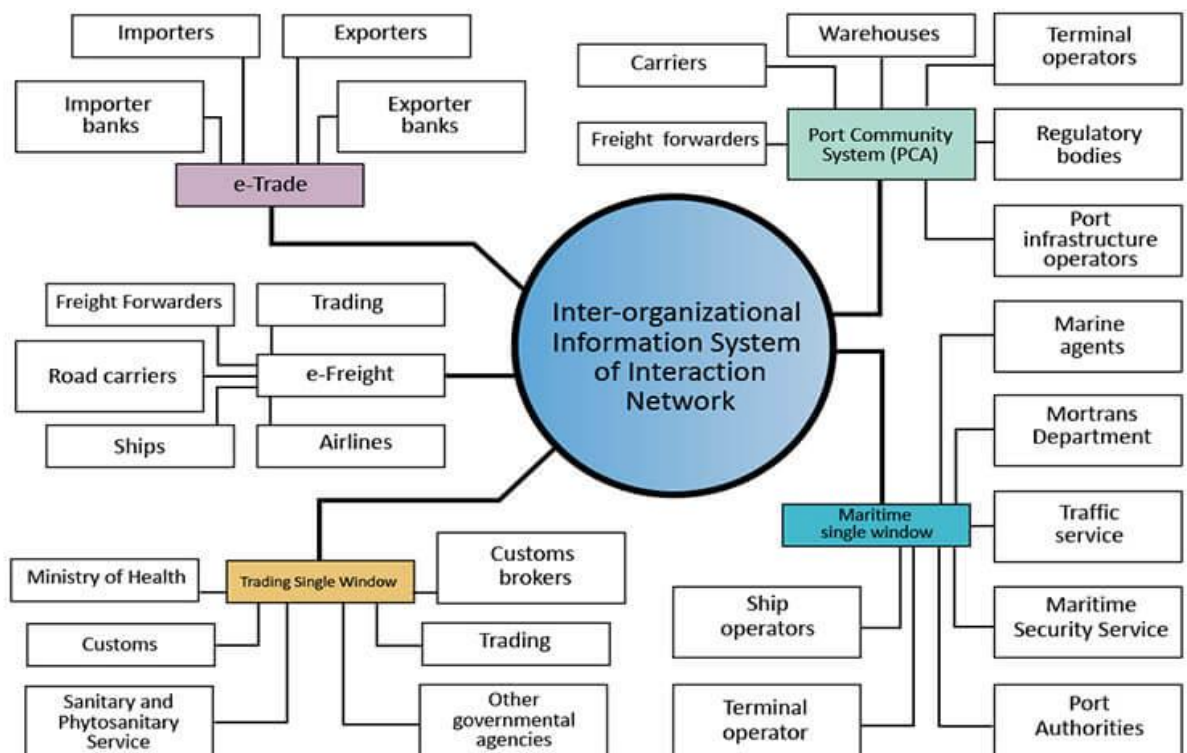 Importers
Exporters
Importer
banks
Exporter
banks
e-Trade
Warehouses
Carriers
Terminal
operators
Freight forwarders
Port Community
System (PCA)
Regulatory
bodies
Port
infrastructure
operators
Inter-organizational
Information System
of Interaction
Network
Freight Forwarders
Trading
Road carriers
e-Freight
Ships
Airlines
Marine
agents
Mortrans
Department
Maritime
single window
Traffic
service
Ship
operators
Maritime
Security Service
Terminal
operator
Port
Authorities
Ministry of Health
Trading Single Window
Customs
brokers
Customs
Trading
Sanitary and
Phytosanitary
Service
Other
governmental
agencies